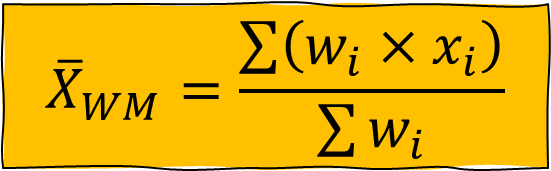 X̄_WM = ∑(w_i × x_i) / ∑ w_i